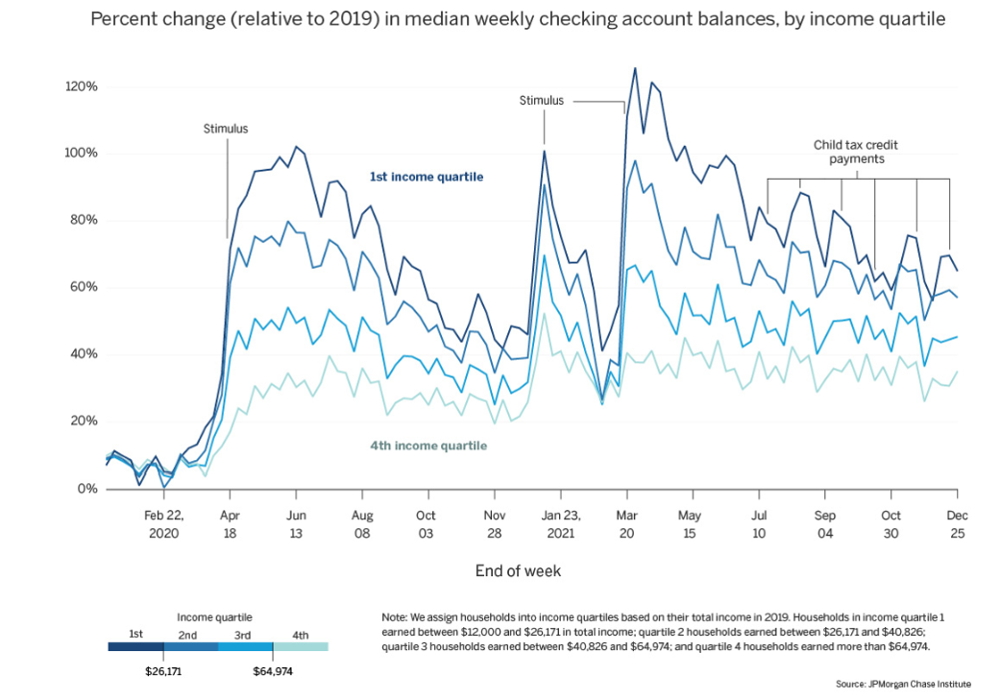 Percent change (relative to 2019) in median weekly checking account balances, by income quartile
120%
100%
80%
60%
40%
20%
0%
Stimulus
Stimulus
Child tax credit
payments
1st income quartile
4th income quartile
Feb 22,
2020
Apr
18
Jun
13
Aug
08
Oct
03
Nov
28
Jan 23,
2021
Mar
20
May
15
Jul
10
Sep
04
Oct
30
Dec
25
End of week
Income quartile
1st 2nd 3rd 4th
$26,171 $64,974
Note: We assign households into income quartiles based on their total income in 2019. Households in income quartile 1
earned between $12,000 and $26,171 in total income; quartile 2 households earned between $26,171 and $40,826;
quartile 3 households earned between $40,826 and $64,974; and quartile 4 households earned more than $64,974.
Source: JPMorgan Chase Institute